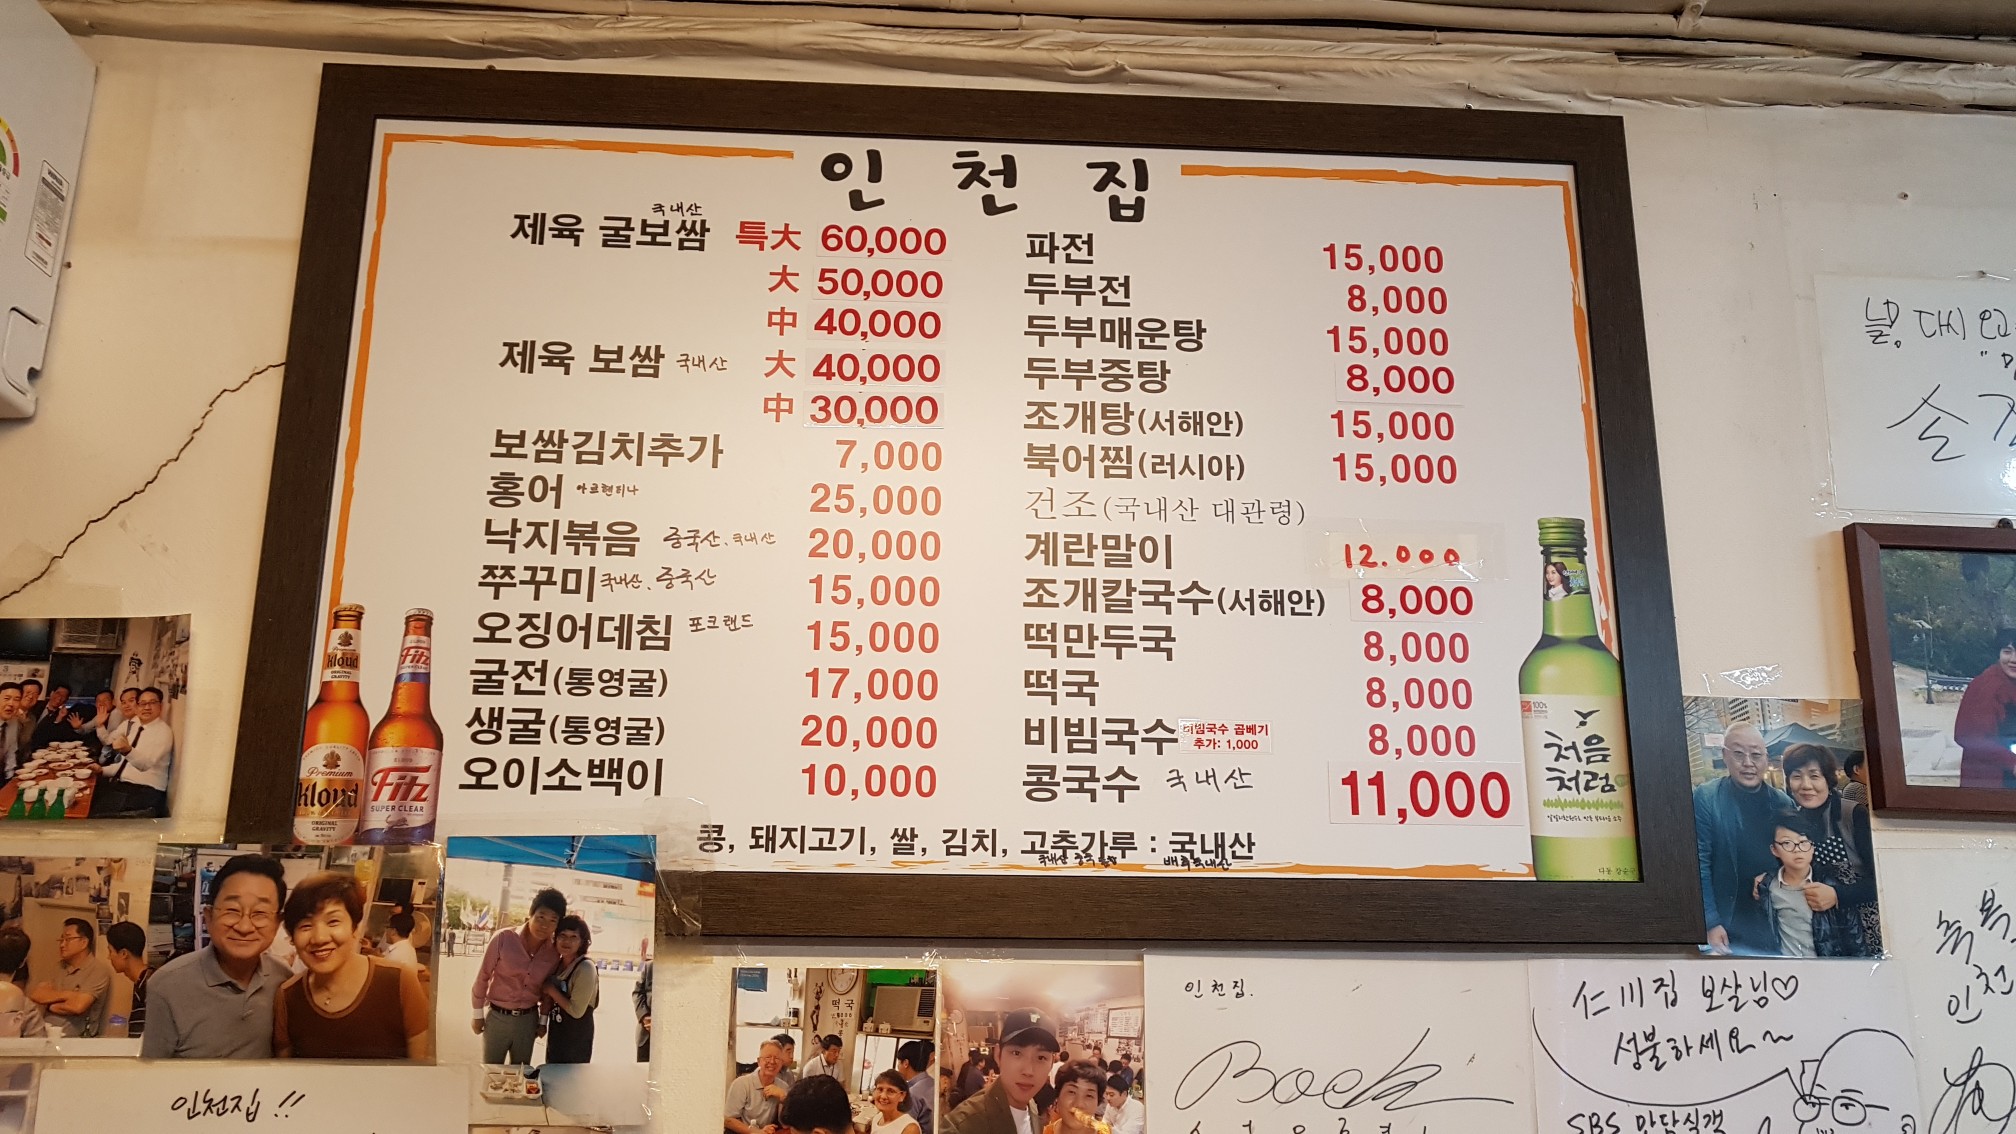 인천집
국내산
제육 굴보쌈 특大 60,000
大 50,000
中 40,000
제육 보쌈 국내산 大 40,000
中 30,000
보쌈김치추가 7,000
홍어 아르헨티나 25,000
낙지볶음 중국산.국내산 20,000
쭈꾸미 국내산.중국산 15,000
오징어데침 포크랜드 15,000
굴전(통영굴) 17,000
생굴(통영굴) 20,000
오이소백이 10,000
파전 15,000
두부전 8,000
두부매운탕 15,000
두부중탕 8,000
조개탕(서해안) 15,000
북어찜(러시아) 15,000
건조(국내산 대관령)
계란말이 12.000
조개칼국수(서해안) 8,000
떡만두국 8,000
떡국 8,000
비빔국수 8,000
비빔국수 곱빼기
추가: 1,000
콩국수 국내산 11,000
콩, 돼지고기, 쌀, 김치, 고추가루 : 국내산
국내산 배추국내산
Premium
Kloud
ORIGINAL
GRAVITY
Fitz
Premium
Kloud
ORIGINAL
GRAVITY
Fitz
SUPER CLEAR
처음
처럼
떡국
인천집.
인천집 !!
仁川집 보살님♡
성불하세요~
SBS
인천